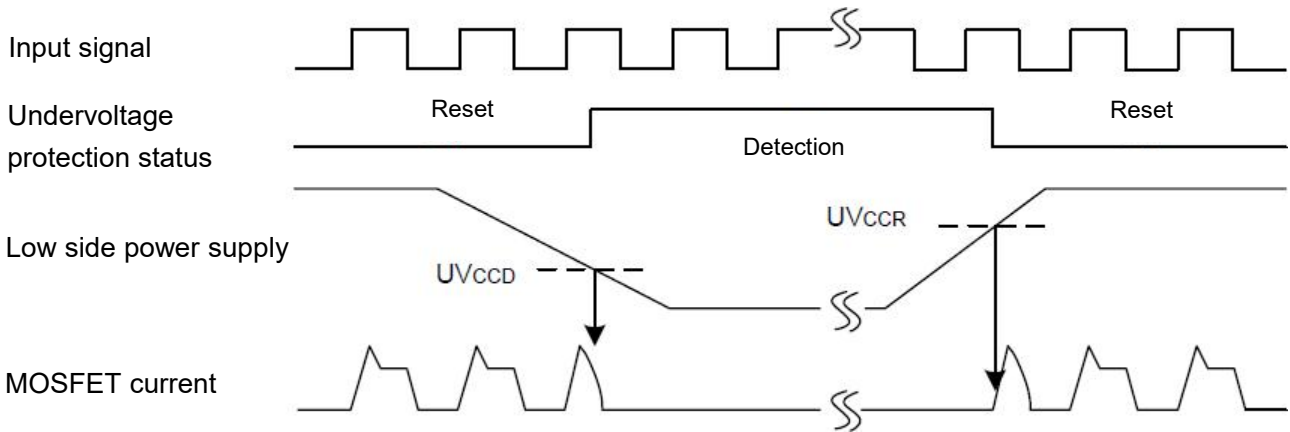 Input signal
Undervoltage
protection status
Reset
Detection
Reset
Low side power supply
UVCCD
UVCCR
MOSFET current